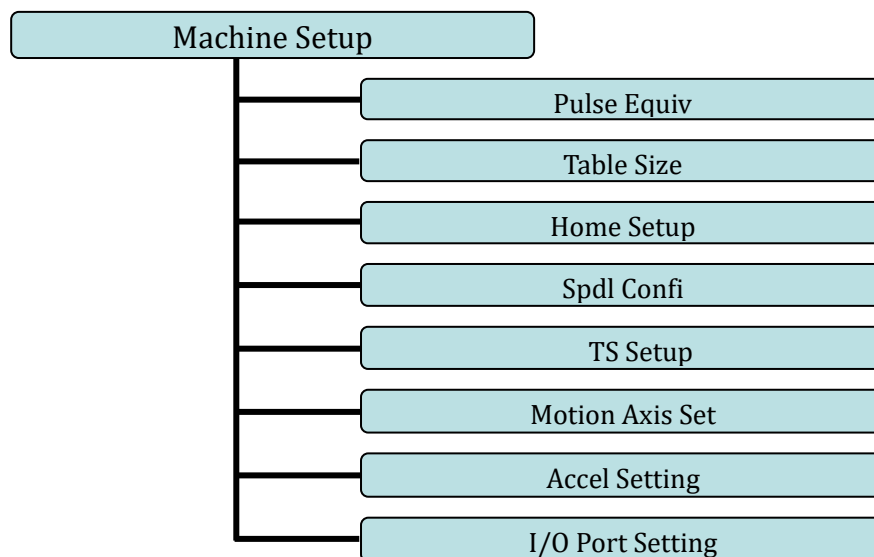 Machine Setup
Pulse Equiv
Table Size
Home Setup
Spdl Confi
TS Setup
Motion Axis Set
Accel Setting
I/O Port Setting